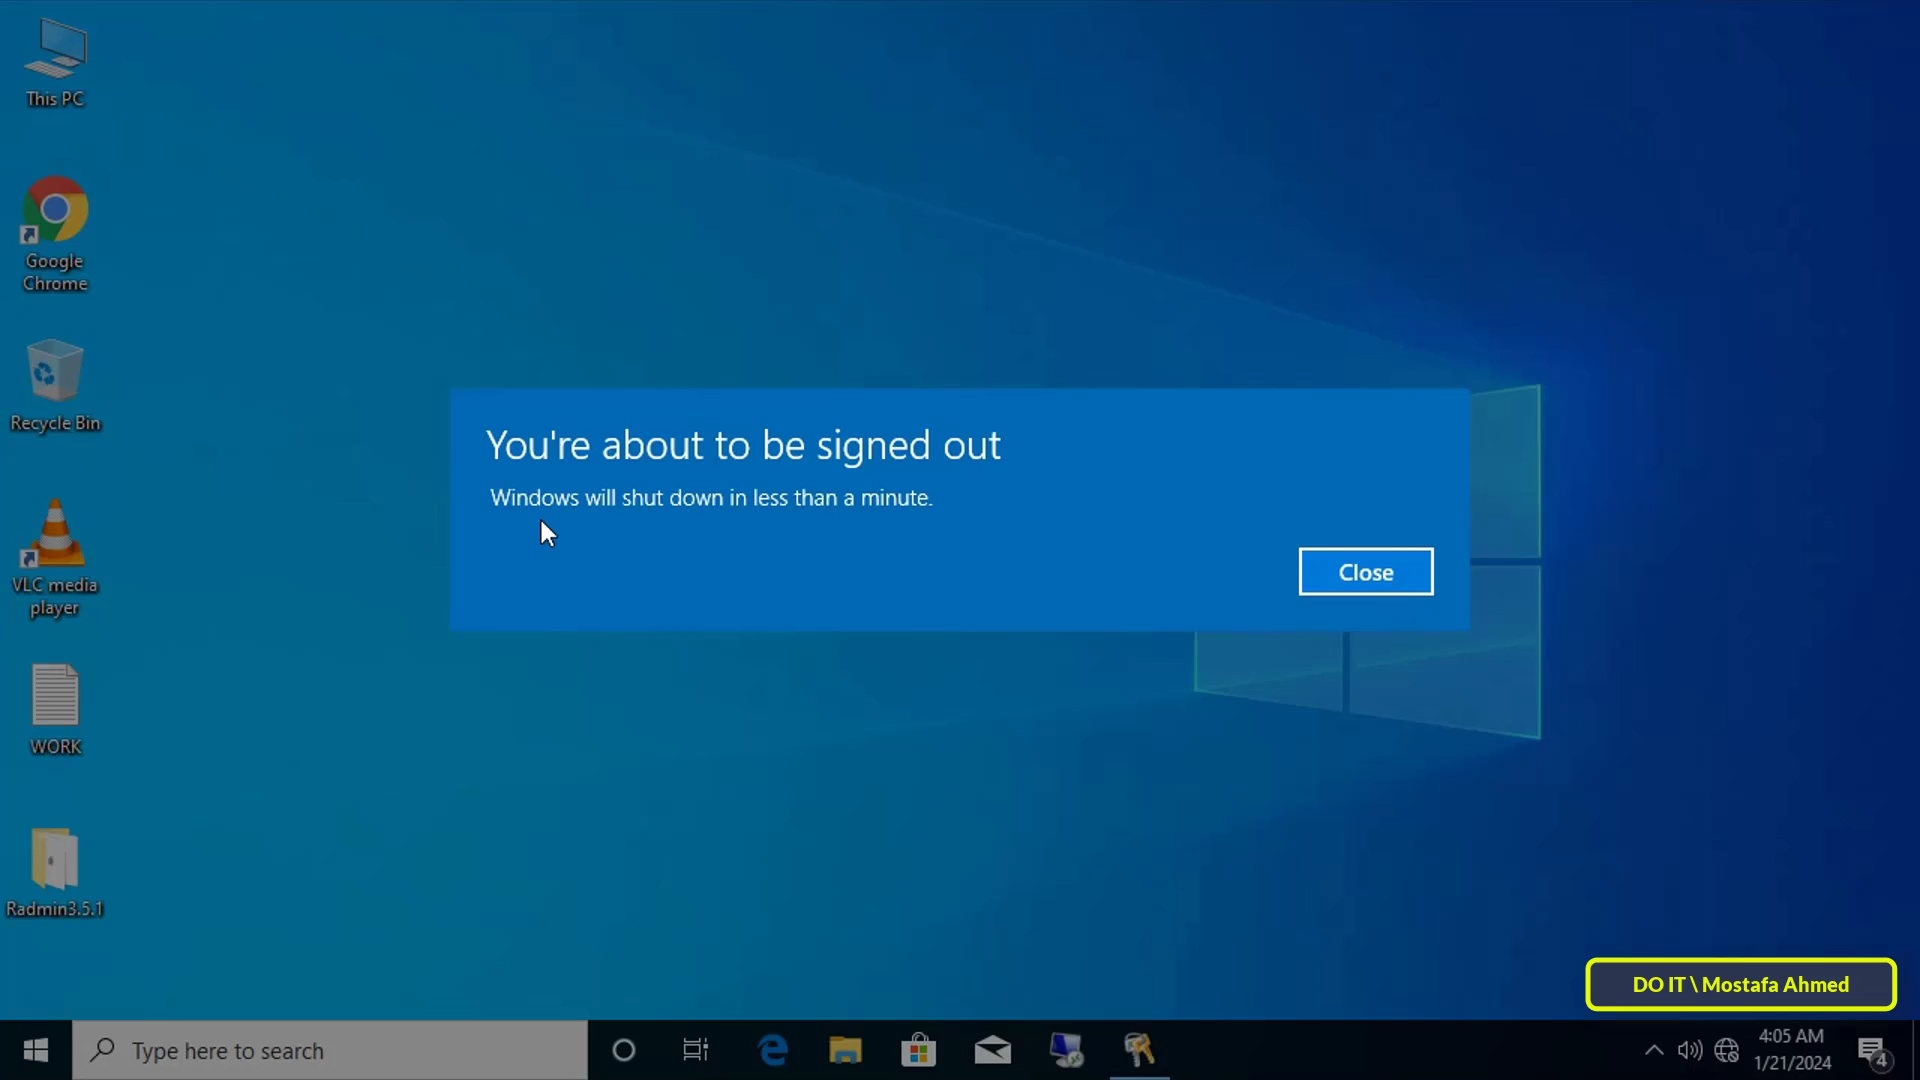 This PC
Google
Chrome
Recycle Bin
VLC media
player
WORK
Radmin3.5.1
You're about to be signed out
Windows will shut down in less than a minute.
Close
DO IT \ Mostafa Ahmed
Type here to search
4:05 AM
1/21/2024
4